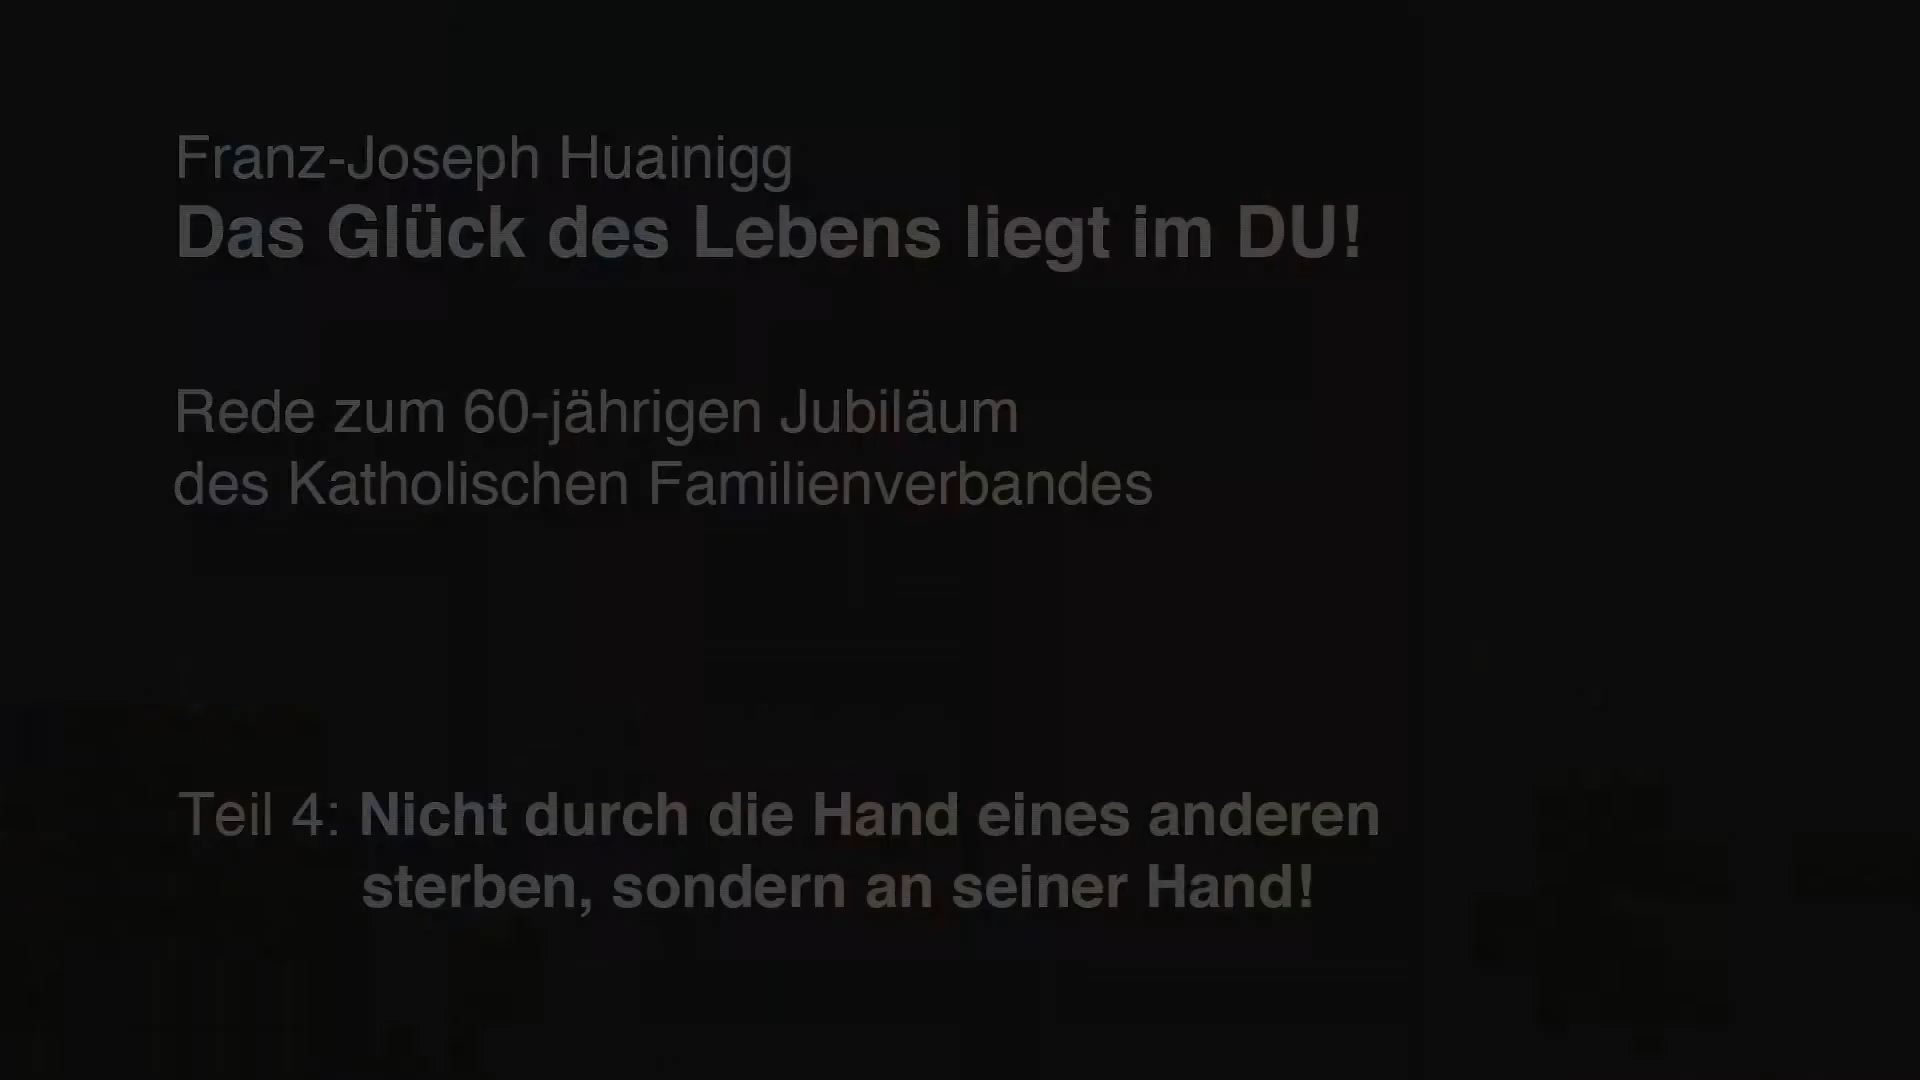 Franz-Joseph Huainigg
Das Glück des Lebens liegt im DU!
Rede zum 60-jährigen Jubiläum
des Katholischen Familienverbandes
Teil 4: Nicht durch die Hand eines anderen
sterben, sondern an seiner Hand!